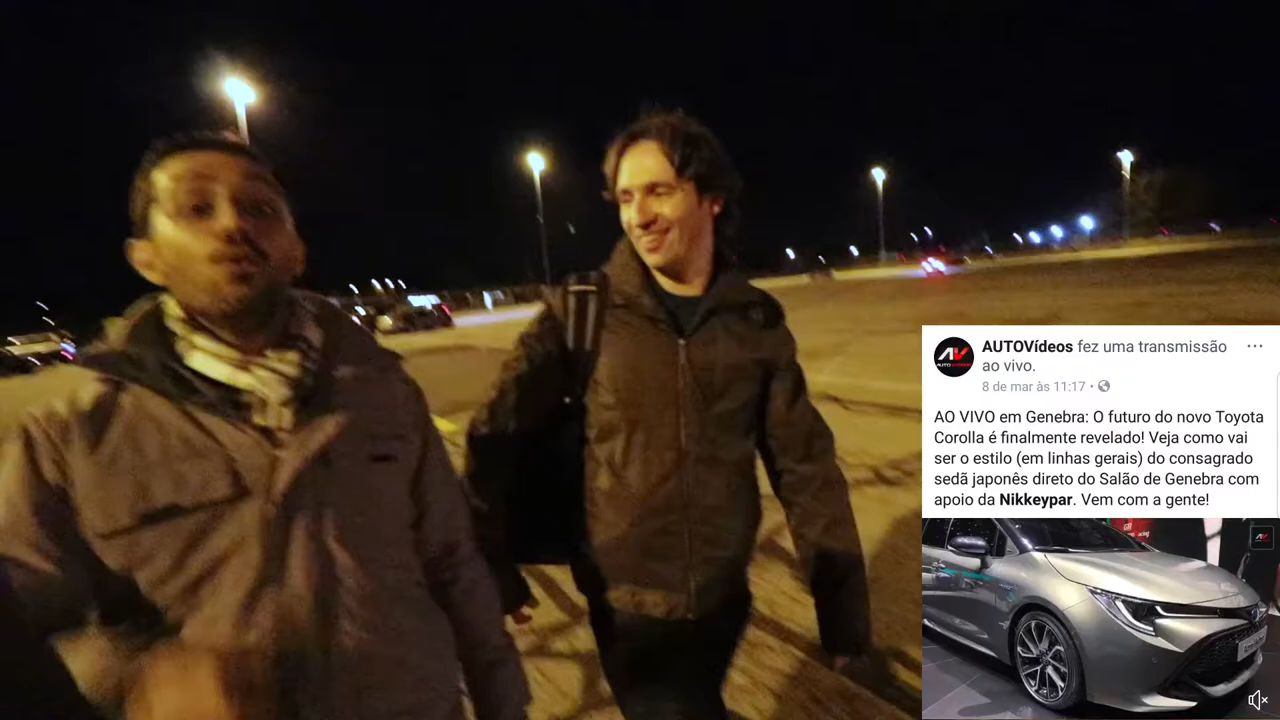 AUTOVídeos fez uma transmissão
ao vivo.
8 de mar às 11:17
AO VIVO em Genebra: O futuro do novo Toyota
Corolla é finalmente revelado! Veja como vai
ser o estilo (em linhas gerais) do consagrado
sedã japonês direto do Salão de Genebra com
apoio da Nikkeypar. Vem com a gente!
GR